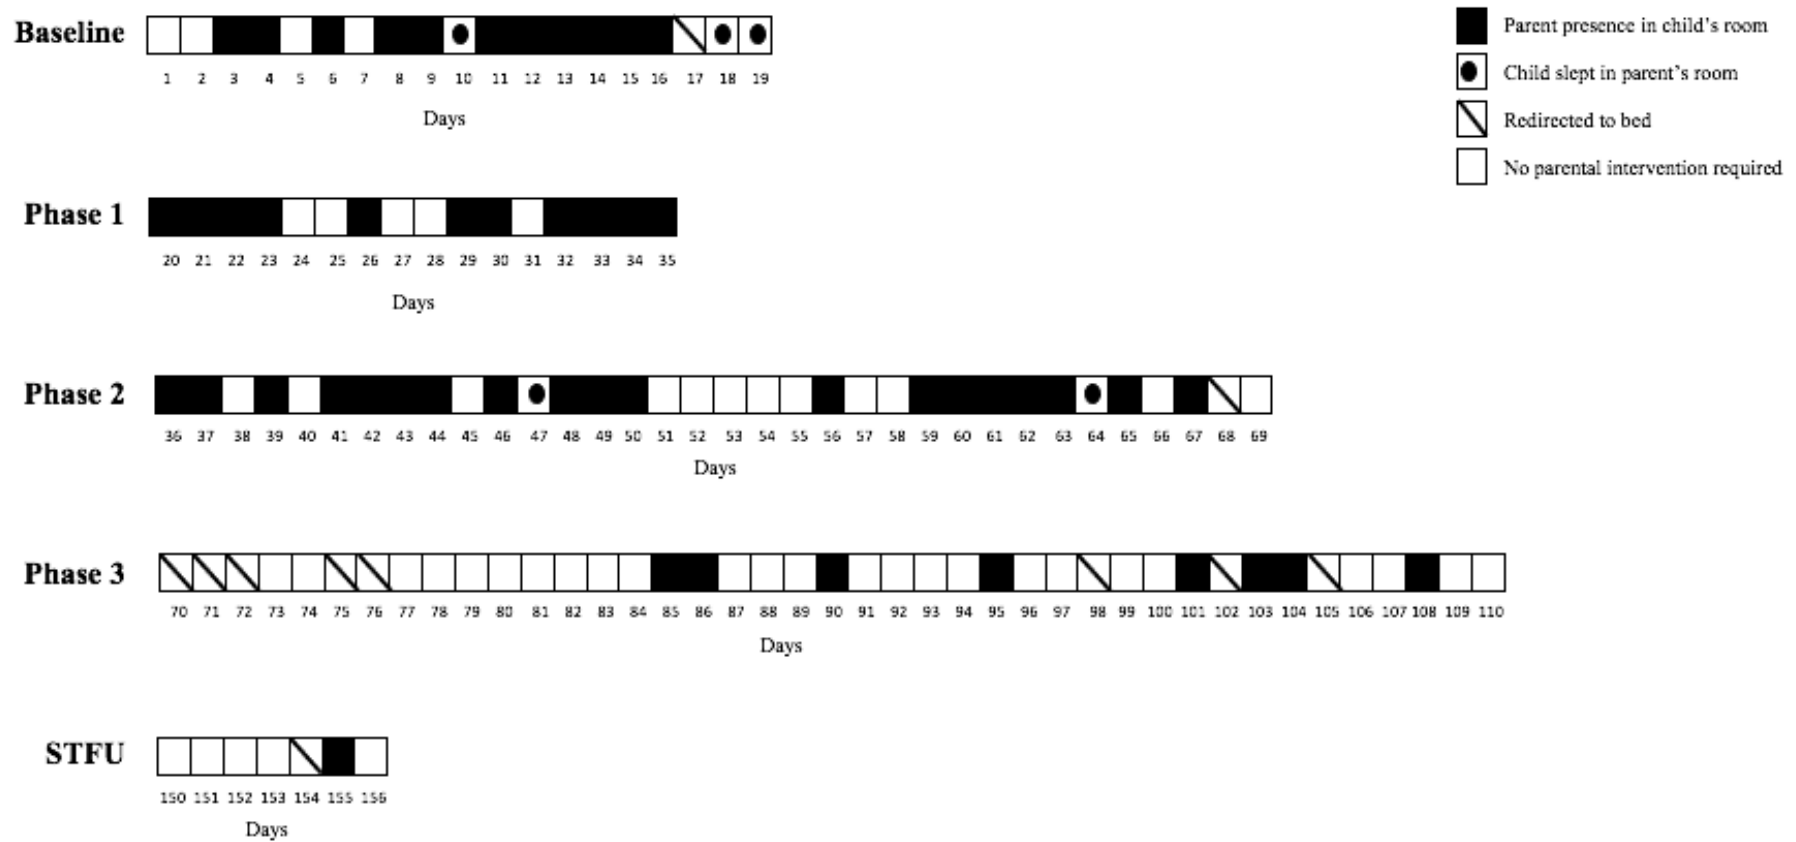 Baseline
1 2 3 4 5 6 7 8 9 10 11 12 13 14 15 16 17 18 19
Days
Parent presence in child's room
Child slept in parent's room
Redirected to bed
No parental intervention required
Phase 1
20 21 22 23 24 25 26 27 28 29 30 31 32 33 34 35
Days
Phase 2
36 37 38 39 40 41 42 43 44 45 46 47 48 49 50 51 52 53 54 55 56 57 58 59 60 61 62 63 64 65 66 67 68 69
Days
Phase 3
70 71 72 73 74 75 76 77 78 79 80 81 82 83 84 85 86 87 88 89 90 91 92 93 94 95 96 97 98 99 100 101 102 103 104 105 106 107 108 109 110
Days
STFU
150 151 152 153 154 155 156
Days